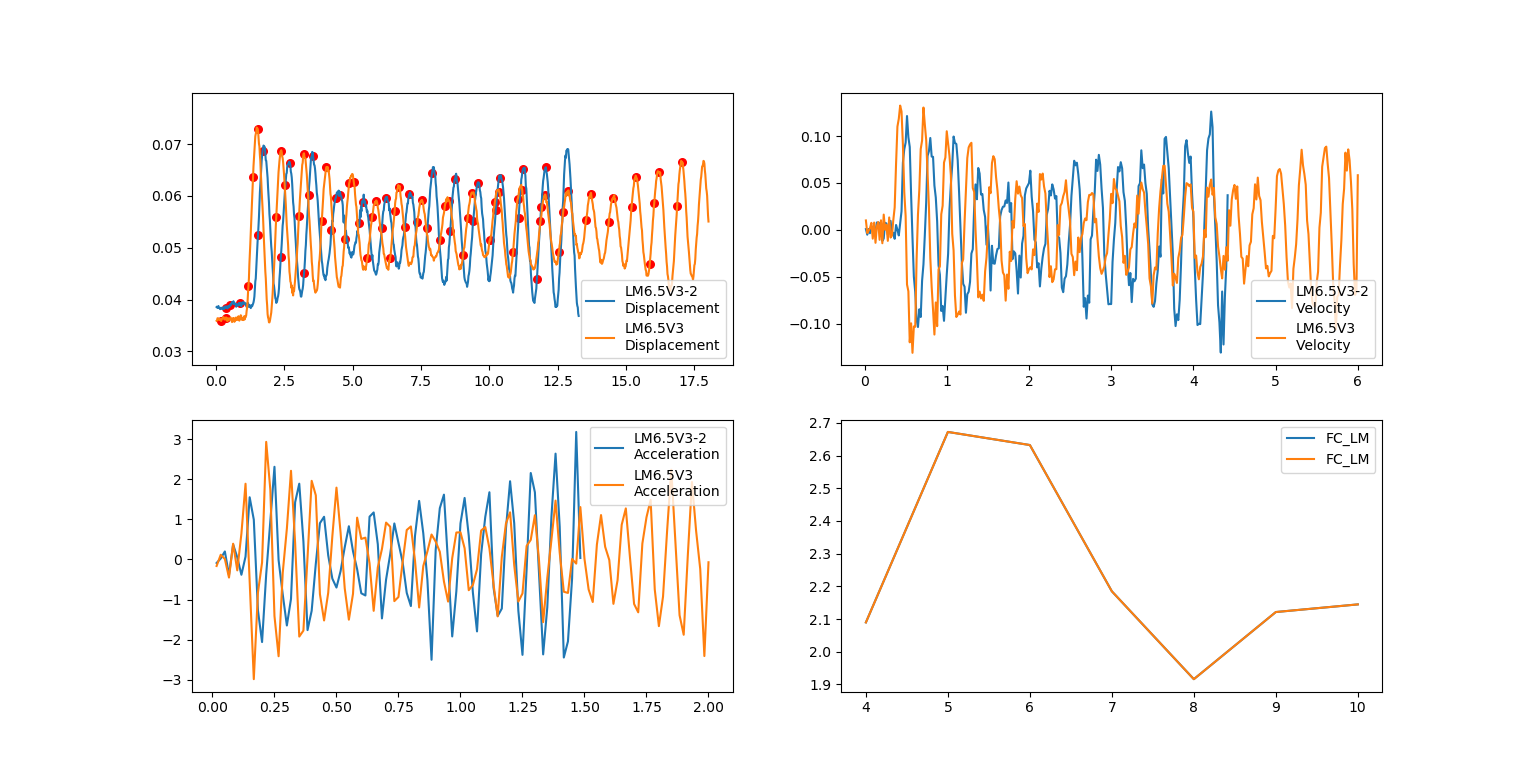 0.07
0.06
0.05
0.04
0.03
0.0 2.5 5.0 7.5 10.0 12.5 15.0 17.5
LM6.5V3-2
Displacement
LM6.5V3
Displacement
0.10
0.05
0.00
−0.05
−0.10
0 1 2 3 4 5 6
LM6.5V3-2
Velocity
LM6.5V3
Velocity
3
2
1
0
−1
−2
−3
0.00 0.25 0.50 0.75 1.00 1.25 1.50 1.75 2.00
LM6.5V3-2
Acceleration
LM6.5V3
Acceleration
2.7
2.6
2.5
2.4
2.3
2.2
2.1
2.0
1.9
4 5 6 7 8 9 10
FC_LM
FC_LM